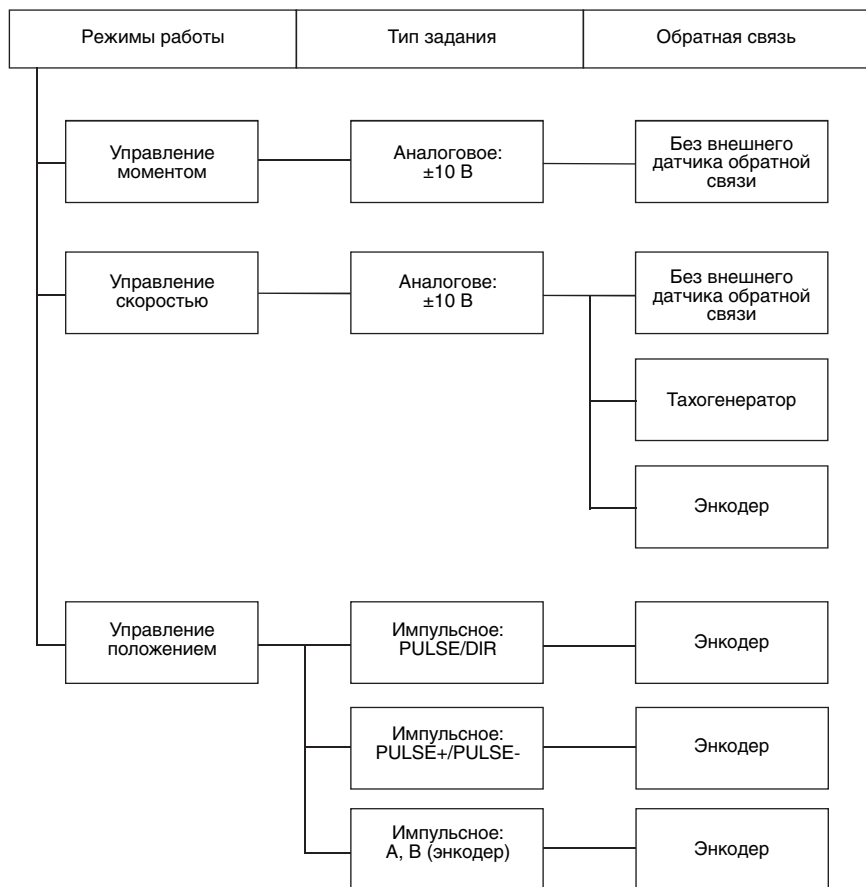 Режимы работы
Тип задания
Обратная связь
Управление
моментом
Аналоговое:
±10 В
Без внешнего
датчика обратной
связи
Управление
скоростью
Аналогове:
±10 В
Без внешнего
датчика обратной
связи
Тахогенератор
Энкодер
Управление
положением
Импульсное:
PULSE/DIR
Энкодер
Импульсное:
PULSE+/PULSE-
Энкодер
Импульсное:
A, B (энкодер)
Энкодер